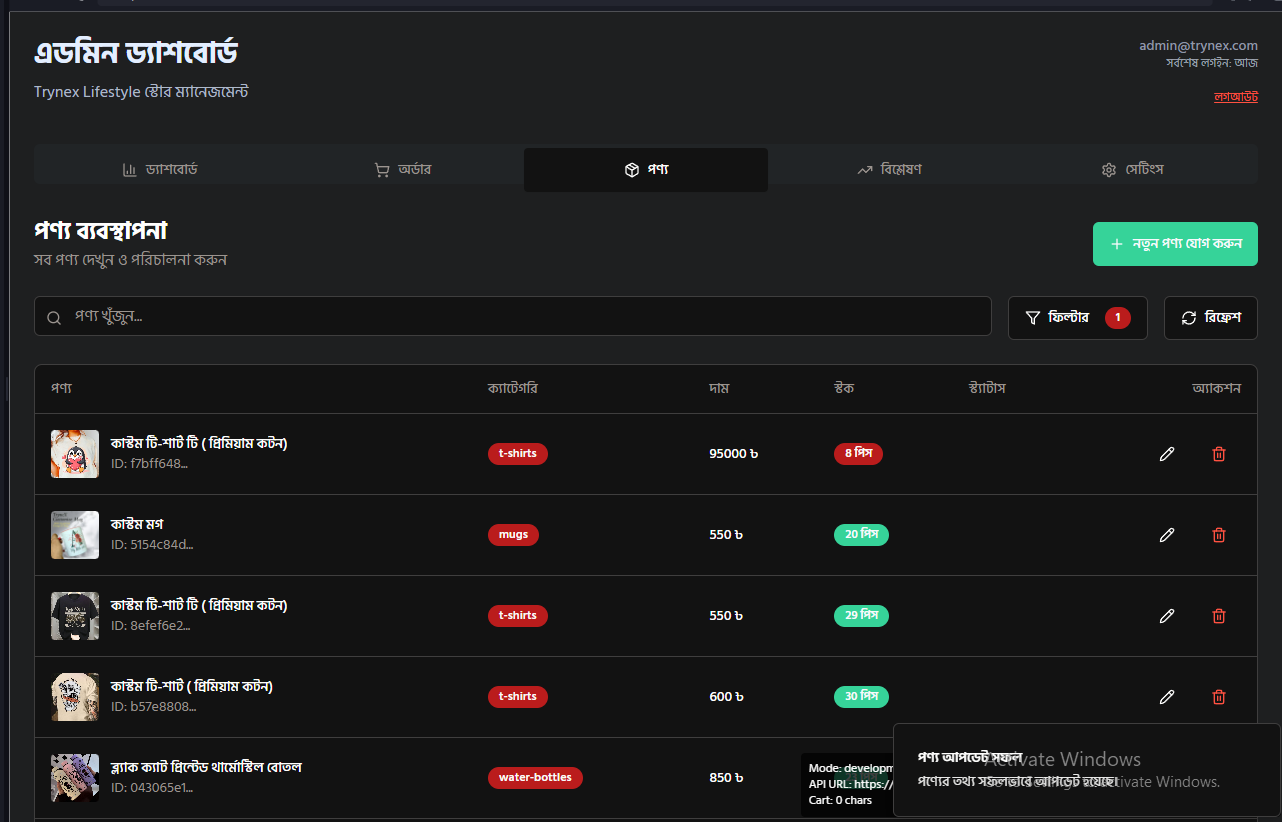 এডমিন ড্যাশবোর্ড
admin@trynex.com
সর্বশেষ লগইন: আজ
Trynex Lifestyle স্টোর ম্যানেজমেন্ট
লগআউট
ড্যাশবোর্ড অর্ডার পণ্য বিশ্লেষণ সেটিংস
পণ্য ব্যবস্থাপনা
সব পণ্য দেখুন ও পরিচালনা করুন
+ নতুন পণ্য যোগ করুন
পণ্য খুঁজুন... ফিল্টার 1 রিফ্রেশ
পণ্য ক্যাটেগরি দাম স্টক স্ট্যাটাস অ্যাকশন
কাস্টম টি-শার্ট টি ( প্রিমিয়াম কটন)
ID: f7bff648...
t-shirts 95000 ৳ 8 পিস
কাস্টম মগ
ID: 5154c84d...
mugs 550 ৳ 20 পিস
কাস্টম টি-শার্ট টি ( প্রিমিয়াম কটন)
ID: 8efef6e2...
t-shirts 550 ৳ 29 পিস
কাস্টম টি-শার্ট ( প্রিমিয়াম কটন)
ID: b57e8808...
t-shirts 600 ৳ 30 পিস
ব্ল্যাক ক্যাট প্রিন্টেড থার্মোস্টিল বোতল
ID: 043065e1...
water-bottles 850 ৳
Mode: developm
API URL: https://
Cart: 0 chars
পণ্য আপডেট সফল
পণ্যের তথ্য সফলভাবে আপডেট হয়েছে।
Activate Windows
Go to Settings to activate Windows.